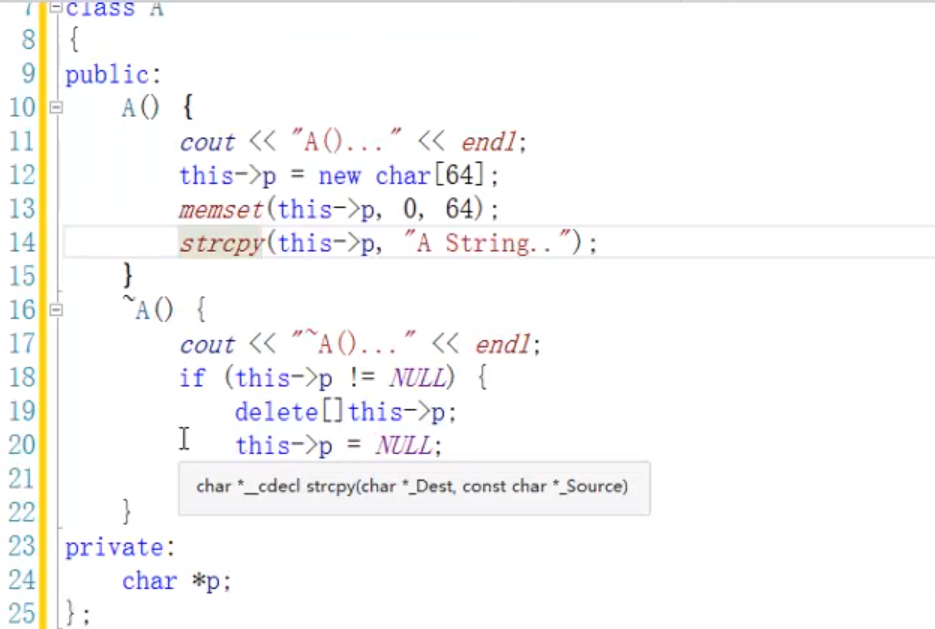 7 class A
8 {
9 public:
10 A() {
11 cout << "A()..." << endl;
12 this->p = new char[64];
13 memset(this->p, 0, 64);
14 strcpy(this->p, "A String..");
15 }
16 ~A() {
17 cout << "~A()..." << endl;
18 if (this->p != NULL) {
19 delete[]this->p;
20 this->p = NULL;
21
char *__cdecl strcpy(char *_Dest, const char *_Source)
22 }
23 private:
24 char *p;
25 };